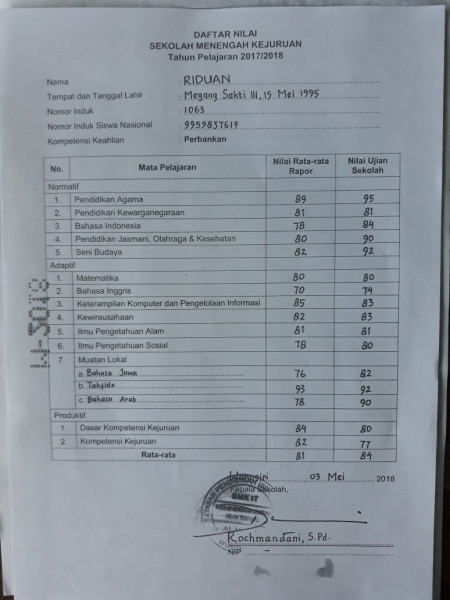 DAFTAR NILAI
SEKOLAH MENENGAH KEJURUAN
Tahun Pelajaran 2017/2018
Nama : RIDUAN
Tempat dan Tanggal Lahir : Megang Sakti III, 15 Mei 1995
Nomor Induk : 1063
Nomor Induk Siswa Nasional : 9959837619
Kompetensi Keahlian : Perbankan
No. Mata Pelajaran Nilai Rata-rata Rapor Nilai Ujian Sekolah
Normatif
1. Pendidikan Agama 89 95
2. Pendidikan Kewarganegaraan 81 81
3. Bahasa Indonesia 78 84
4. Pendidikan Jasmani, Olahraga & Kesehatan 80 90
5. Seni Budaya 82 92
Adaptif
1. Matematika 80 80
2. Bahasa Inggris 70 74
3. Keterampilan Komputer dan Pengelolaan Informasi 85 83
4. Kewirausahaan 82 83
5. Ilmu Pengetahuan Alam 81 81
6. Ilmu Pengetahuan Sosial 78 80
7. Muatan Lokal
a. Bahasa Jawa 76 82
b. Tahfidz 93 92
c. Bahasa Arab 78 90
Produktif
1. Dasar Kompetensi Kejuruan 84 80
2. Kompetensi Kejuruan 82 77
Rata-rata 81 84
03 Mei 2018
Kepala Sekolah,
SMK IT
Rochmandani, S.Pd.
NIP -